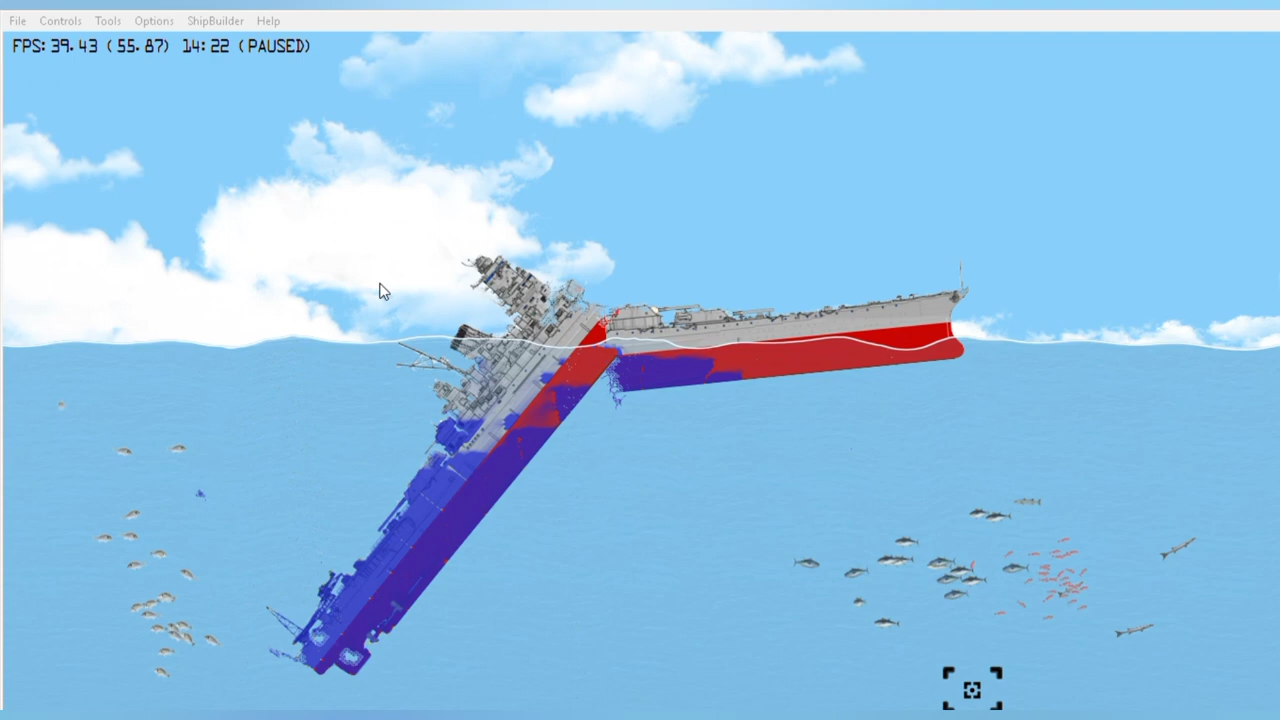 File Controls Tools Options ShipBuilder Help
FPS: 39.43 (55.87) 14:22 (PAUSED)